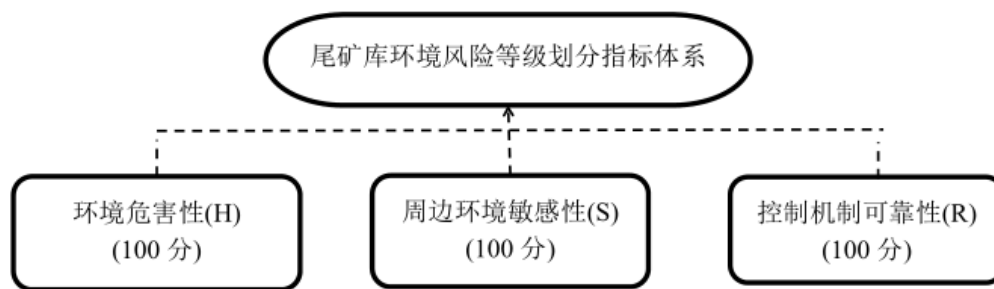 尾矿库环境风险等级划分指标体系
环境危害性(H)
(100 分)
周边环境敏感性(S)
(100 分)
控制机制可靠性(R)
(100 分)